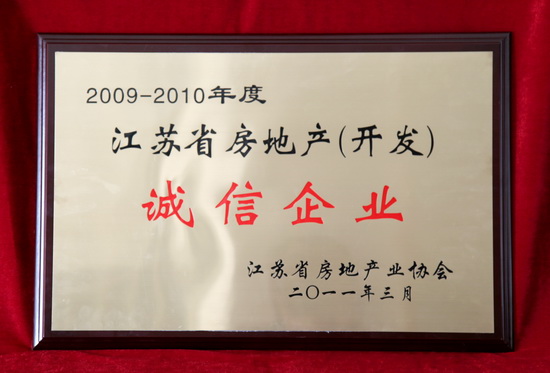 2009-2010年度
江苏省房地产(开发)
诚信企业
江苏省房地产业协会
二〇一一年三月